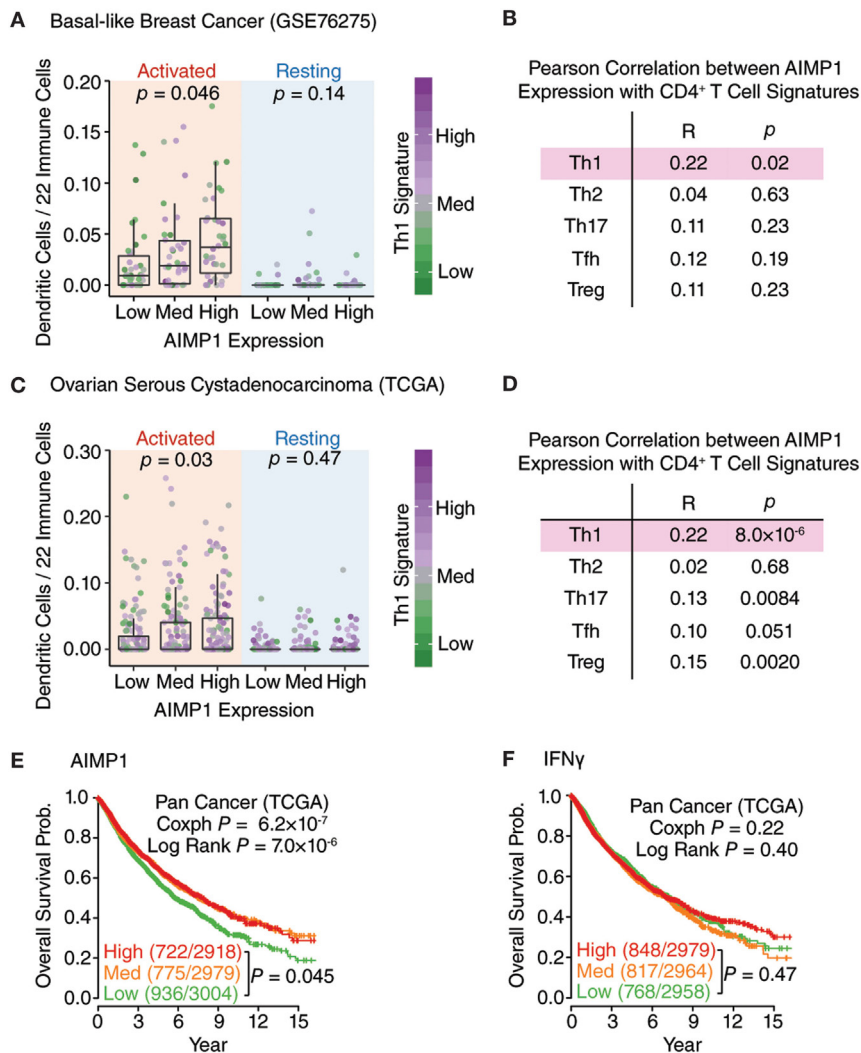 A Basal-like Breast Cancer (GSE76275)
Activated Resting
p = 0.046 p = 0.14
Dendritic Cells / 22 Immune Cells
0.20
0.15
0.10
0.05
0.00
Low Med High Low Med High
AIMP1 Expression
Th1 Signature
High
Med
Low
B
Pearson Correlation between AIMP1
Expression with CD4⁺ T Cell Signatures
R p
Th1 0.22 0.02
Th2 0.04 0.63
Th17 0.11 0.23
Tfh 0.12 0.19
Treg 0.11 0.23
C Ovarian Serous Cystadenocarcinoma (TCGA)
Activated Resting
p = 0.03 p = 0.47
Dendritic Cells / 22 Immune Cells
0.30
0.20
0.10
0.00
Low Med High Low Med High
AIMP1 Expression
Th1 Signature
High
Med
Low
D
Pearson Correlation between AIMP1
Expression with CD4⁺ T Cell Signatures
R p
Th1 0.22 8.0×10⁻⁶
Th2 0.02 0.68
Th17 0.13 0.0084
Tfh 0.10 0.051
Treg 0.15 0.0020
E AIMP1
Pan Cancer (TCGA)
Coxph P = 6.2×10⁻⁷
Log Rank P = 7.0×10⁻⁶
Overall Survival Prob.
1.0
0.8
0.6
0.4
0.2
0.0
High (722/2918)
Med (775/2979)
Low (936/3004)
P = 0.045
0 3 6 9 12 15
Year
F IFNγ
Pan Cancer (TCGA)
Coxph P = 0.22
Log Rank P = 0.40
Overall Survival Prob.
1.0
0.8
0.6
0.4
0.2
0.0
High (848/2979)
Med (817/2964)
Low (768/2958)
P = 0.47
0 3 6 9 12 15
Year